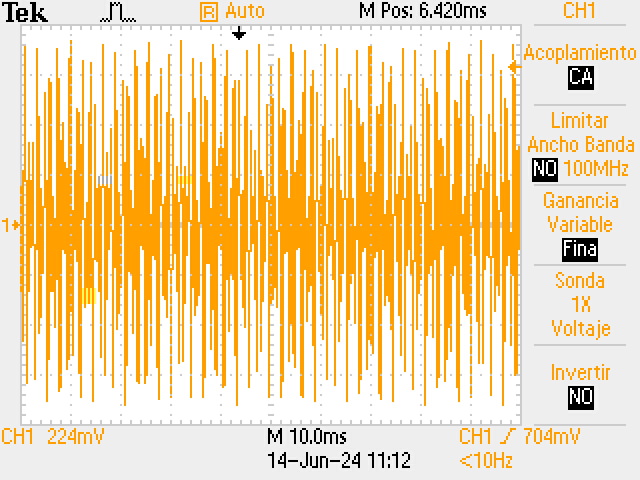 Tek R Auto M Pos: 6.420ms CH1
Acoplamiento
CA
Limitar
Ancho Banda
NO 100MHz
Ganancia
Variable
Fina
Sonda
1X
Voltaje
Invertir
NO
1
CH1 224mV M 10.0ms CH1 704mV
14-Jun-24 11:12 <10Hz